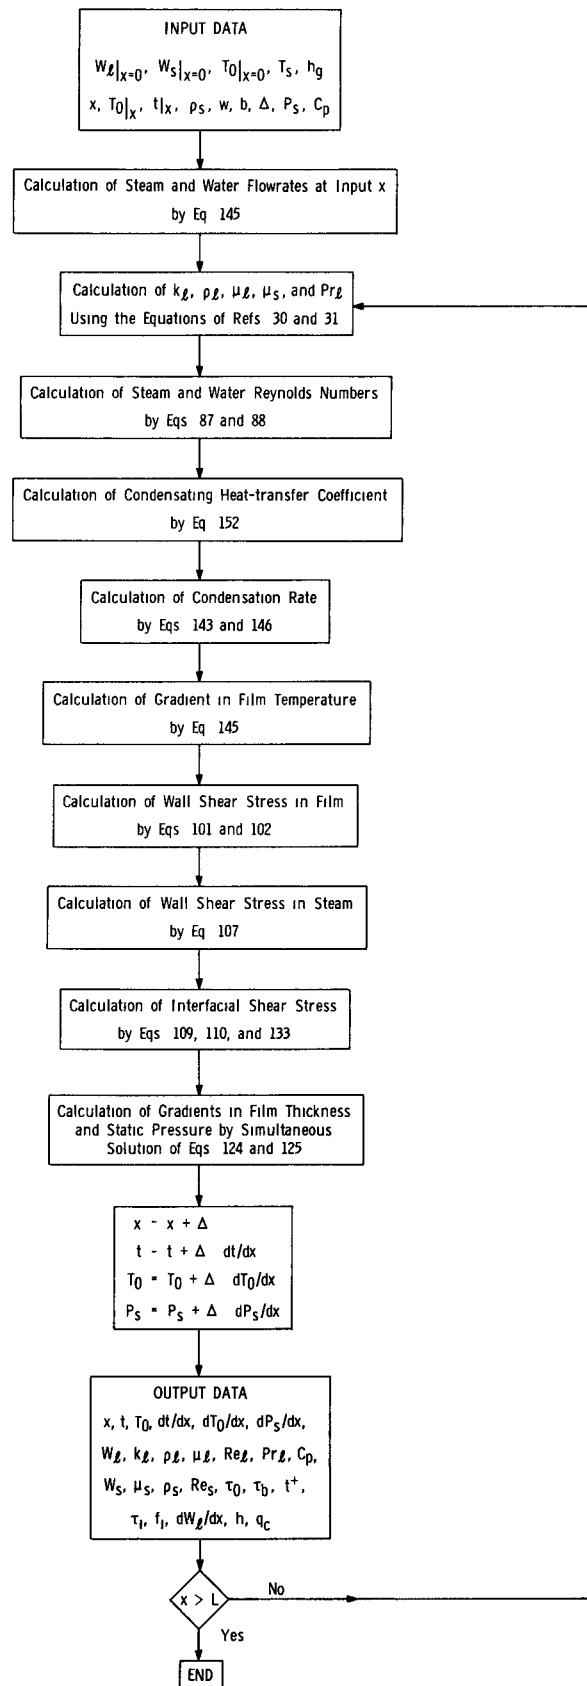 INPUT DATA
Wℓ|x=0, Ws|x=0, T0|x=0, Ts, hg
x, T0|x, t|x, ρs, w, b, Δ, Ps, Cp
Calculation of Steam and Water Flowrates at Input x
by Eq 145
Calculation of kℓ, ρℓ, μℓ, μs, and Prℓ
Using the Equations of Refs 30 and 31
Calculation of Steam and Water Reynolds Numbers
by Eqs 87 and 88
Calculation of Condensating Heat-transfer Coefficient
by Eq 152
Calculation of Condensation Rate
by Eqs 143 and 146
Calculation of Gradient in Film Temperature
by Eq 145
Calculation of Wall Shear Stress in Film
by Eqs 101 and 102
Calculation of Wall Shear Stress in Steam
by Eq 107
Calculation of Interfacial Shear Stress
by Eqs 109, 110, and 133
Calculation of Gradients in Film Thickness
and Static Pressure by Simultaneous
Solution of Eqs 124 and 125
x - x + Δ
t - t + Δ dt/dx
T0 = T0 + Δ dT0/dx
Ps = Ps + Δ dPs/dx
OUTPUT DATA
x, t, T0, dt/dx, dT0/dx, dPs/dx,
Wℓ, kℓ, ρℓ, μℓ, Reℓ, Prℓ, Cp,
Ws, μs, ρs, Res, τ0, τb, t+,
τi, fi, dWℓ/dx, h, qc
x > L
No
Yes
END